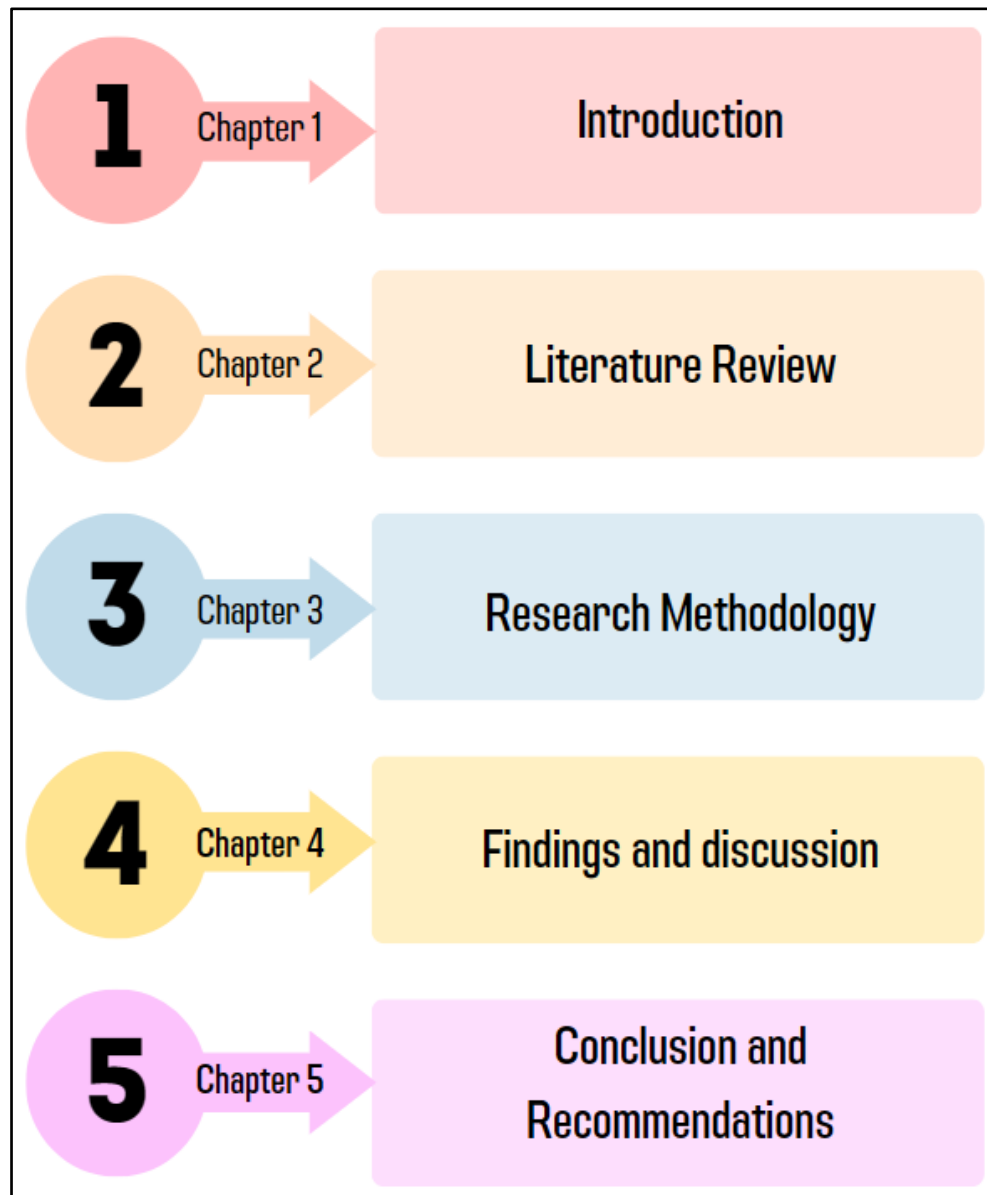 1
Chapter 1
Introduction
2
Chapter 2
Literature Review
3
Chapter 3
Research Methodology
4
Chapter 4
Findings and discussion
5
Chapter 5
Conclusion and
Recommendations